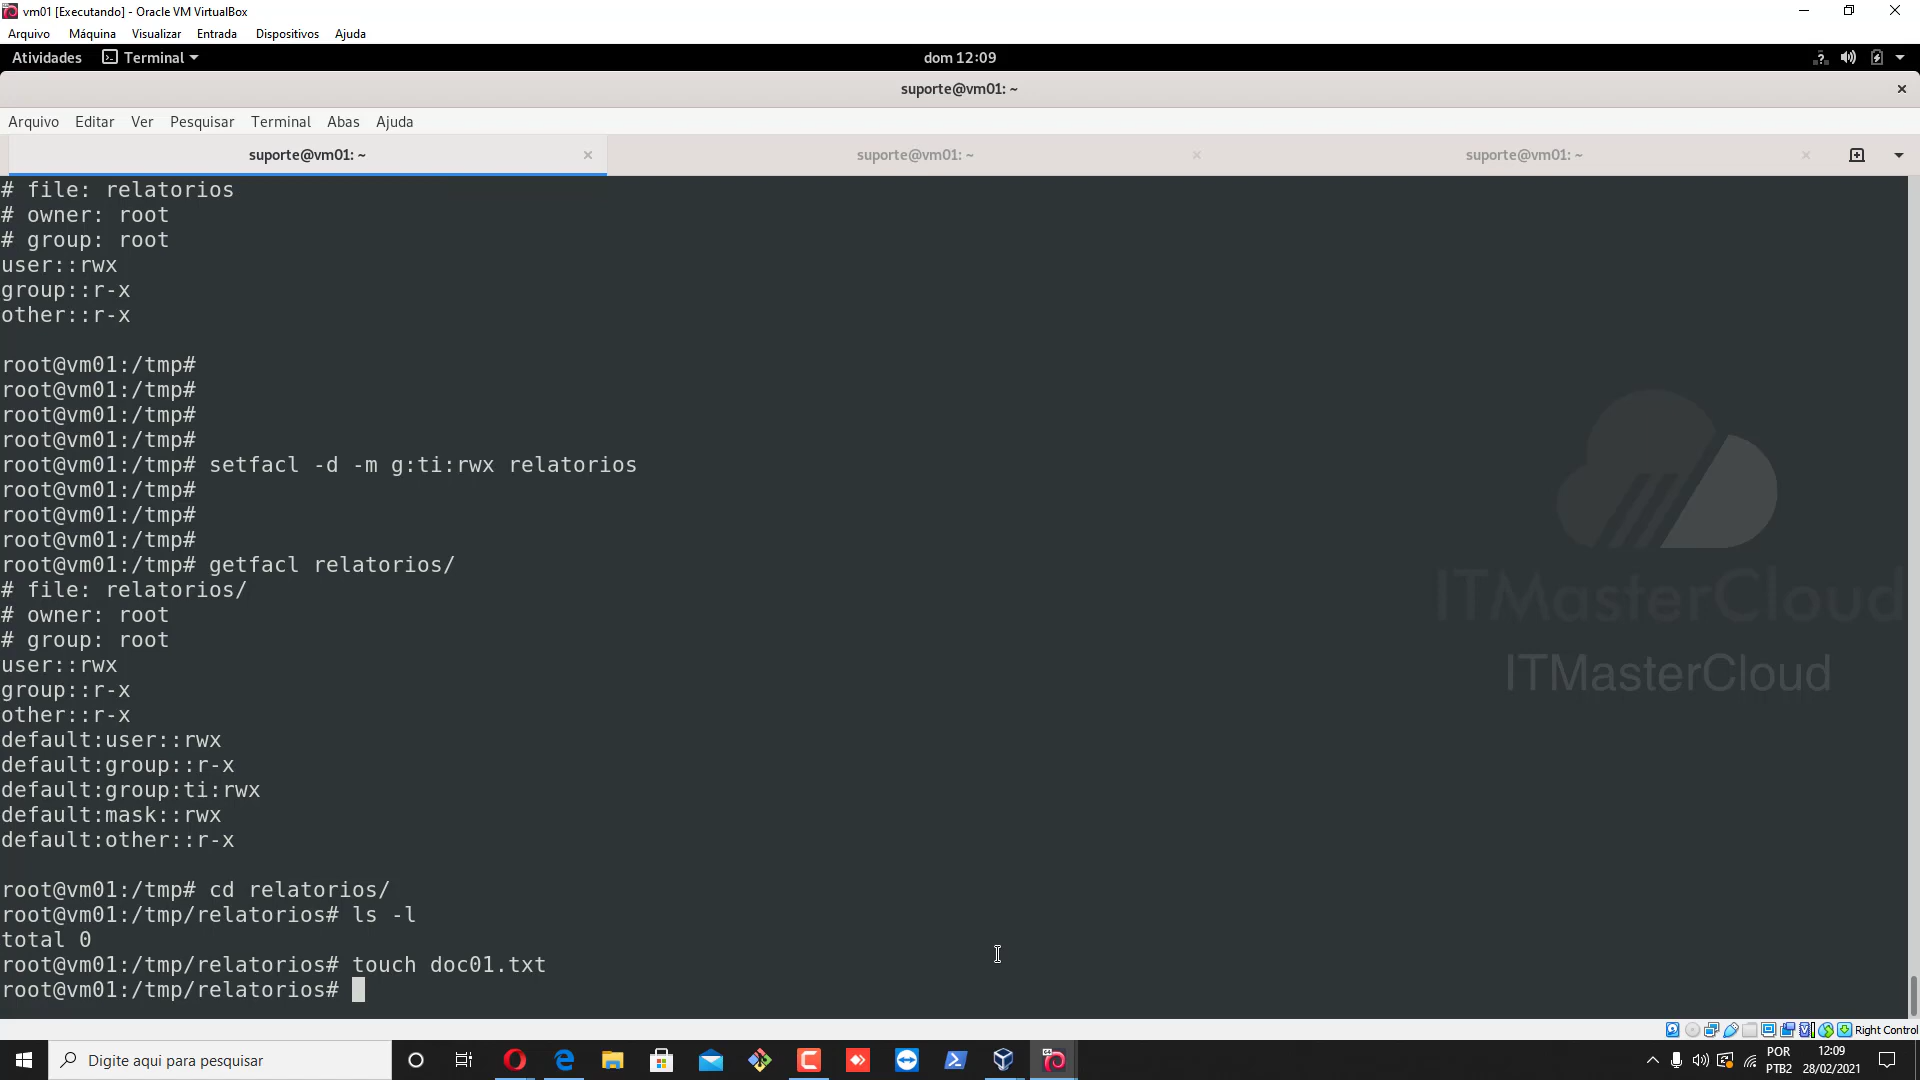 vm01 [Executando] - Oracle VM VirtualBox
Arquivo Máquina Visualizar Entrada Dispositivos Ajuda
Atividades Terminal dom 12:09
suporte@vm01: ~
Arquivo Editar Ver Pesquisar Terminal Abas Ajuda
suporte@vm01: ~ suporte@vm01: ~ suporte@vm01: ~
# file: relatorios
# owner: root
# group: root
user::rwx
group::r-x
other::r-x
root@vm01:/tmp#
root@vm01:/tmp#
root@vm01:/tmp#
root@vm01:/tmp#
root@vm01:/tmp# setfacl -d -m g:ti:rwx relatorios
root@vm01:/tmp#
root@vm01:/tmp#
root@vm01:/tmp#
root@vm01:/tmp# getfacl relatorios/
# file: relatorios/
# owner: root
# group: root
user::rwx
group::r-x
other::r-x
default:user::rwx
default:group::r-x
default:group:ti:rwx
default:mask::rwx
default:other::r-x
root@vm01:/tmp# cd relatorios/
root@vm01:/tmp/relatorios# ls -l
total 0
root@vm01:/tmp/relatorios# touch doc01.txt
root@vm01:/tmp/relatorios#
ITMasterCloud
ITMasterCloud
Right Control
Digite aqui para pesquisar
POR
PTB2
12:09
28/02/2021